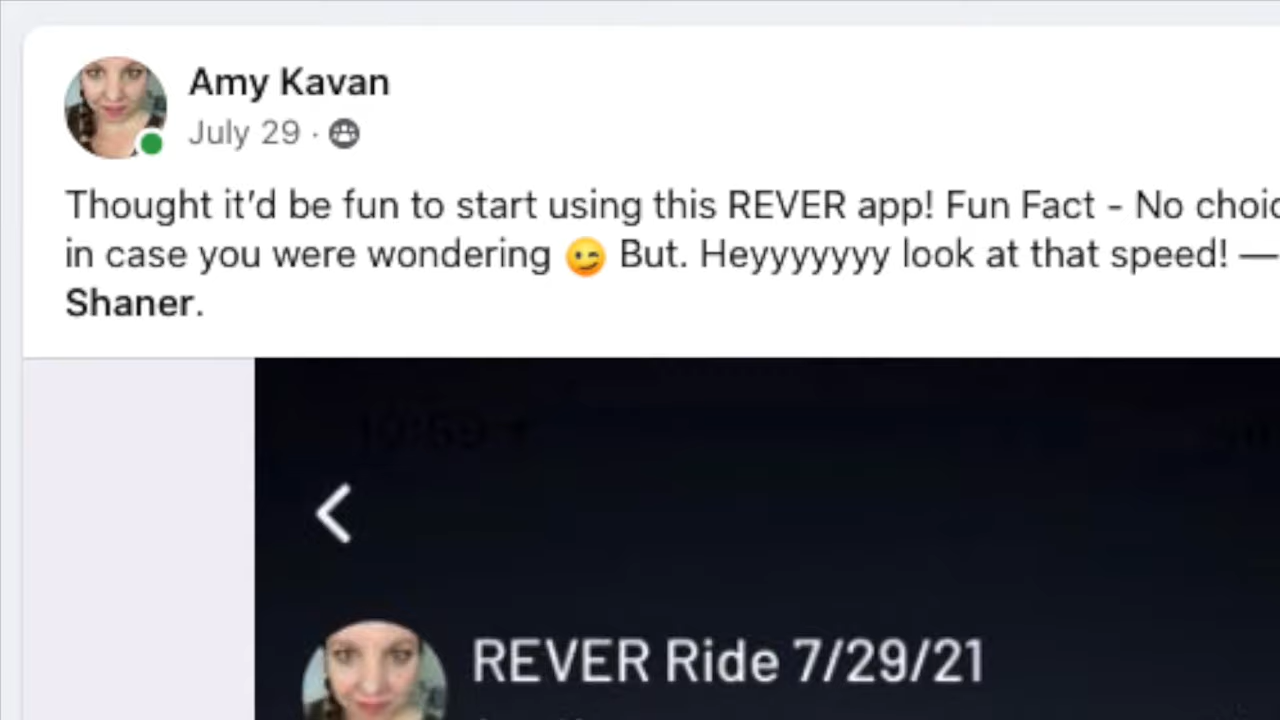 Amy Kavan
July 29 ·
Thought it’d be fun to start using this REVER app! Fun Fact - No
in case you were wondering 😉 But. Heyyyyyyy look at that speed! —
Shaner.
REVER Ride 7/29/21